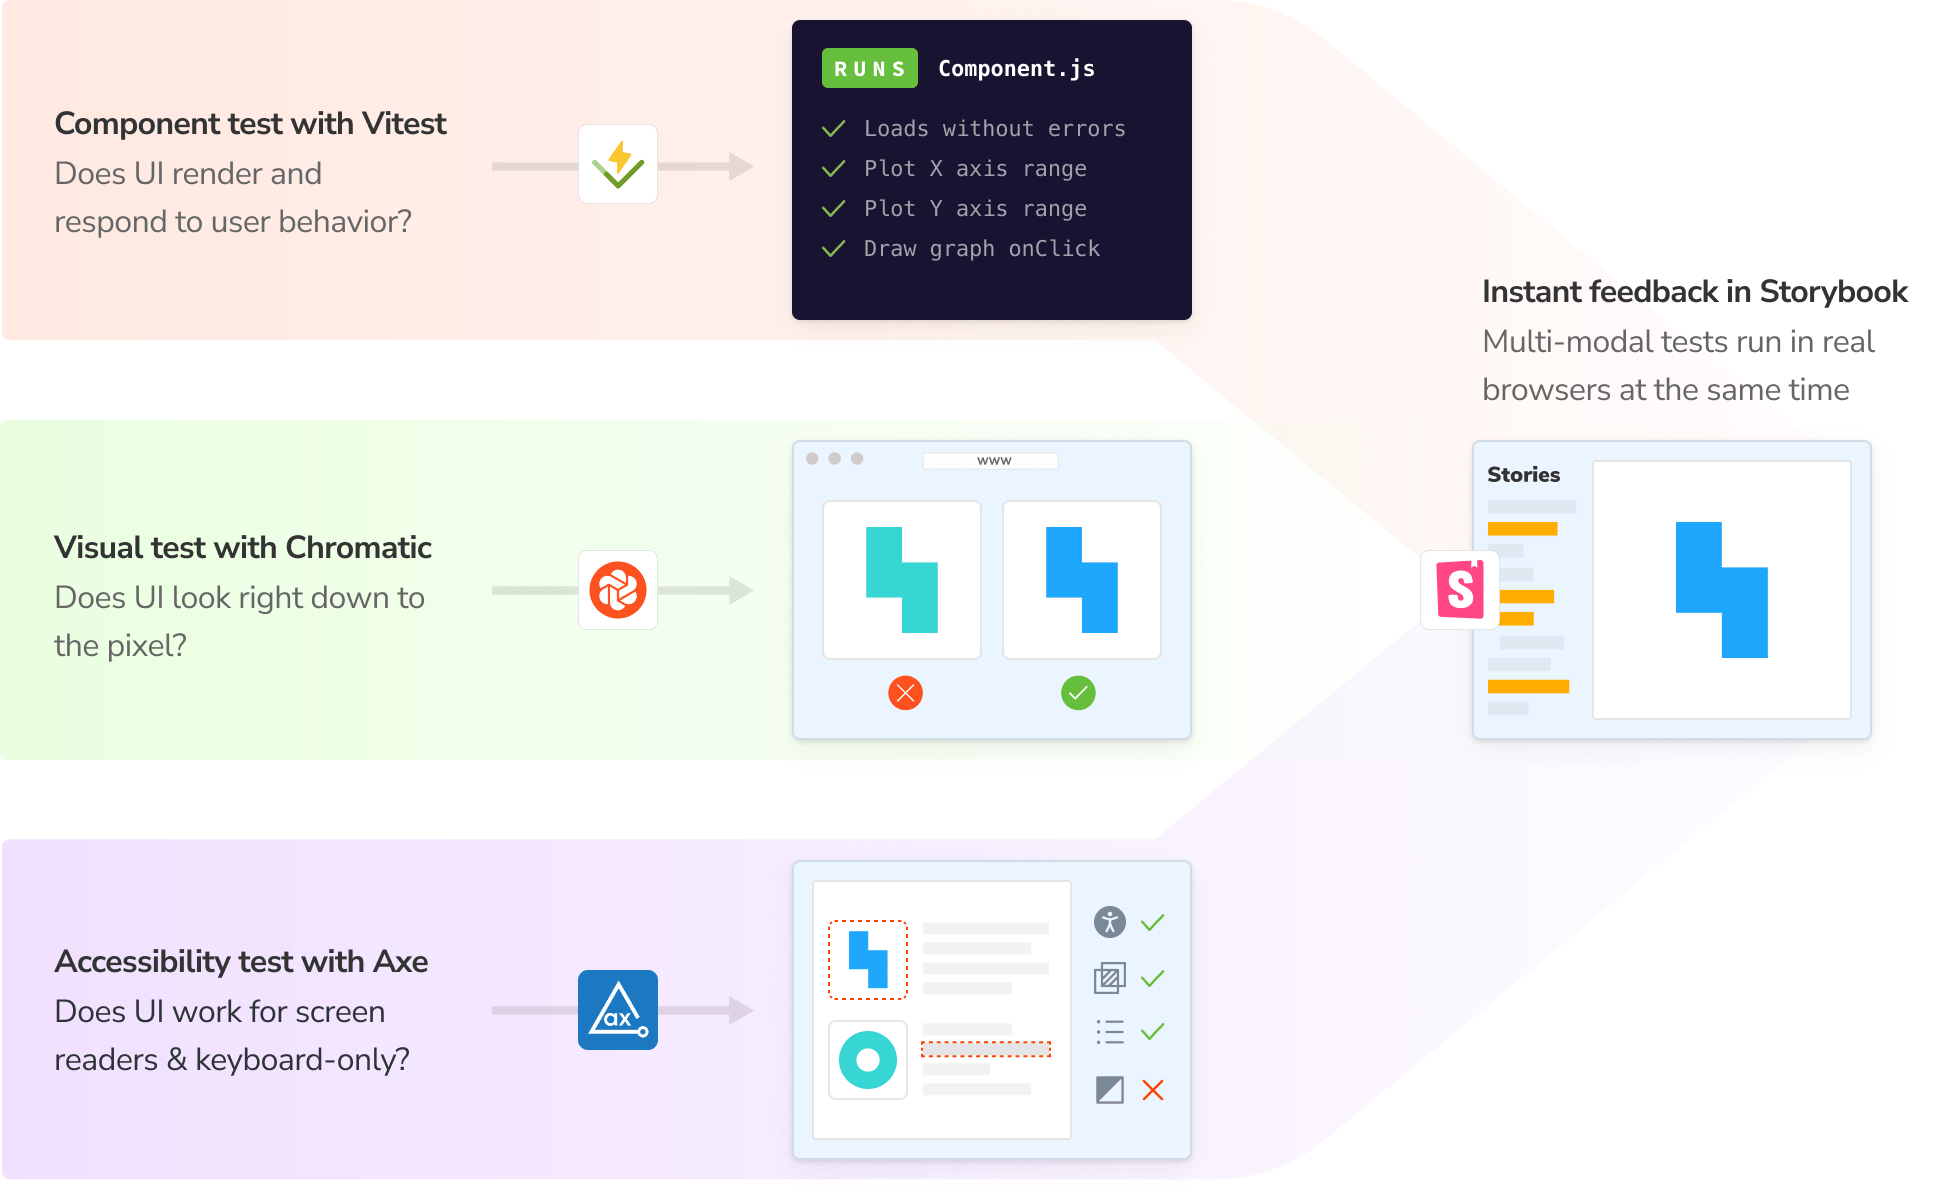 Component test with Vitest
Does UI render and
respond to user behavior?
RUNS Component.js
Loads without errors
Plot X axis range
Plot Y axis range
Draw graph onClick
Instant feedback in Storybook
Multi-modal tests run in real
browsers at the same time
Visual test with Chromatic
Does UI look right down to
the pixel?
www
Stories
S
Accessibility test with Axe
Does UI work for screen
readers & keyboard-only?
ax